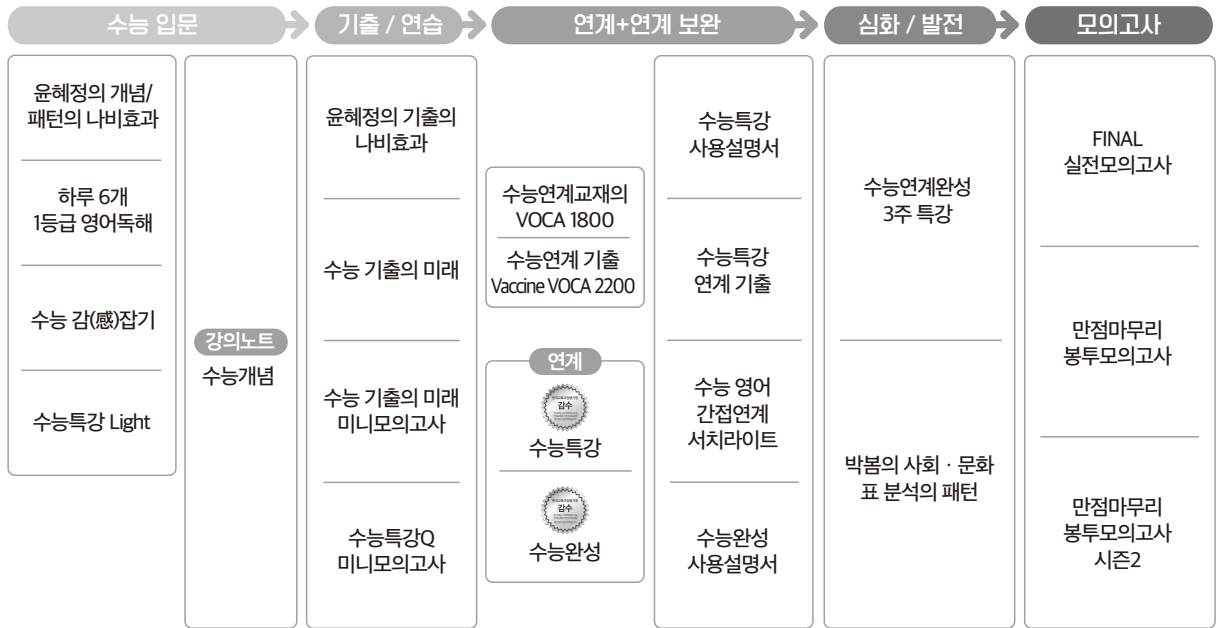 수능 입문
기출 / 연습
연계+연계 보완
심화 / 발전
모의고사
윤혜정의 개념/
패턴의 나비효과
하루 6개
1등급 영어독해
수능 감(感)잡기
수능특강 Light
강의노트
수능개념
윤혜정의 기출의
나비효과
수능 기출의 미래
수능 기출의 미래
미니모의고사
수능특강Q
미니모의고사
수능연계교재의
VOCA 1800
수능연계 기출
Vaccine VOCA 2200
연계
감수
수능특강
감수
수능완성
수능특강
사용설명서
수능특강
연계 기출
수능 영어
간접연계
서치라이트
수능완성
사용설명서
수능연계완성
3주 특강
박봄의 사회 · 문화
표 분석의 패턴
FINAL
실전모의고사
만점마무리
봉투모의고사
만점마무리
봉투모의고사
시즌2